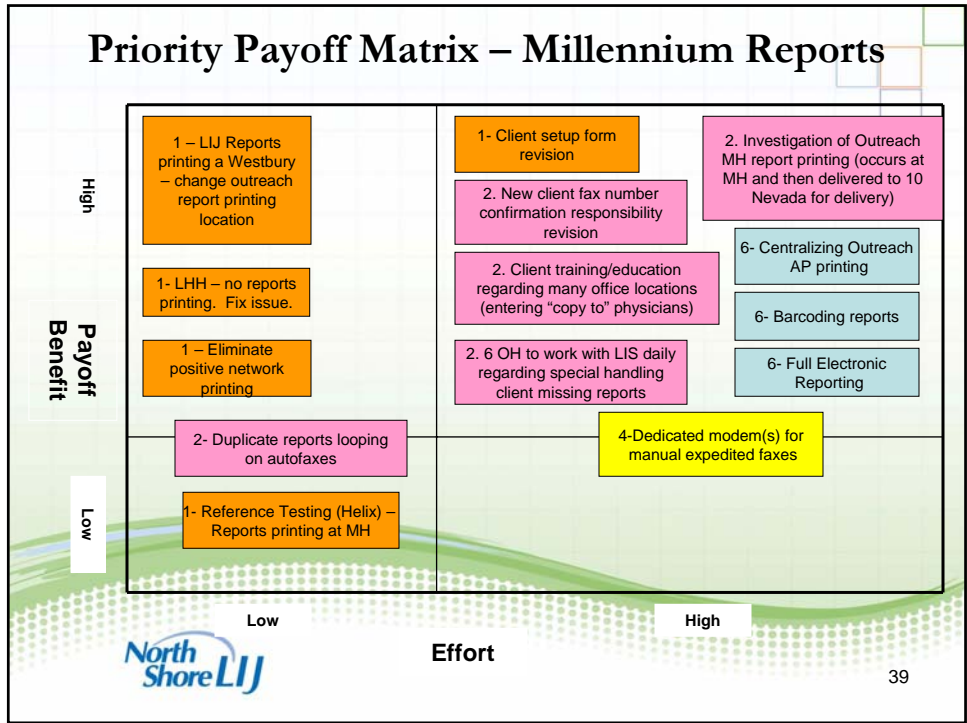 Priority Payoff Matrix – Millennium Reports
High
Payoff
Benefit
Low
1 – LIJ Reports
printing a Westbury
– change outreach
report printing
location
1- LHH – no reports
printing. Fix issue.
1 – Eliminate
positive network
printing
1- Client setup form
revision
2. New client fax number
confirmation responsibility
revision
2. Client training/education
regarding many office locations
(entering “copy to” physicians)
2. 6 OH to work with LIS daily
regarding special handling
client missing reports
2. Investigation of Outreach
MH report printing (occurs at
MH and then delivered to 10
Nevada for delivery)
6- Centralizing Outreach
AP printing
6- Barcoding reports
6- Full Electronic
Reporting
2- Duplicate reports looping
on autofaxes
1- Reference Testing (Helix) –
Reports printing at MH
4-Dedicated modem(s) for
manual expedited faxes
Low
High
Effort
North
Shore LIJ
39